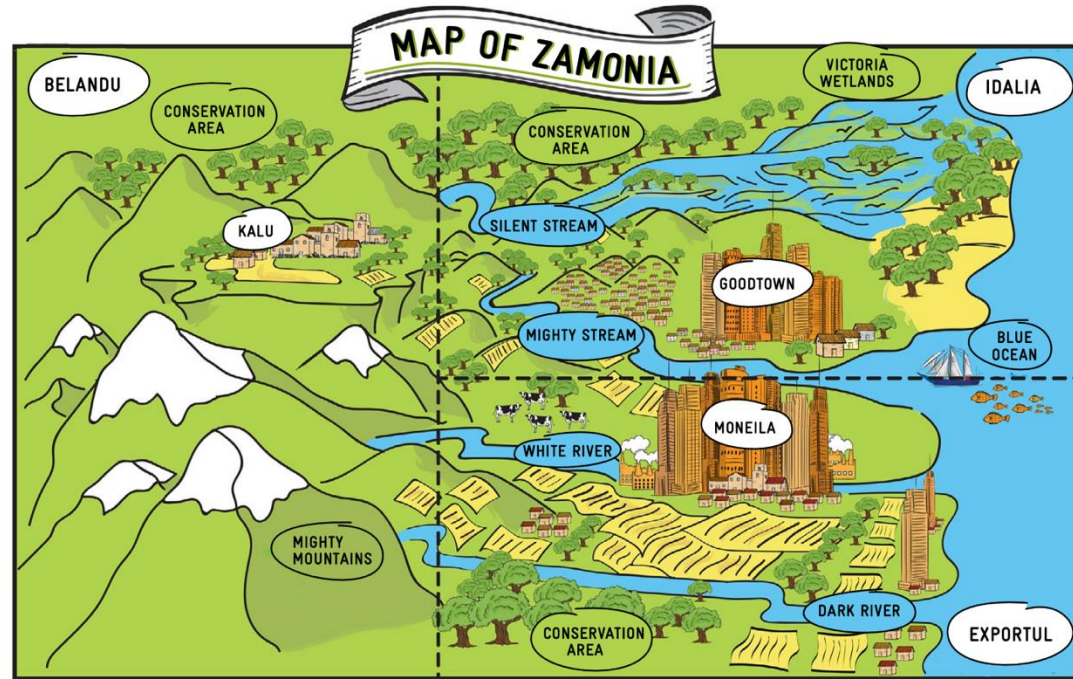 MAP OF ZAMONIA
BELANDU
CONSERVATION
AREA
CONSERVATION
AREA
VICTORIA
WETLANDS
IDALIA
KALU
SILENT STREAM
GOODTOWN
MIGHTY STREAM
BLUE
OCEAN
MONEILA
WHITE RIVER
MIGHTY
MOUNTAINS
DARK RIVER
CONSERVATION
AREA
EXPORTUL